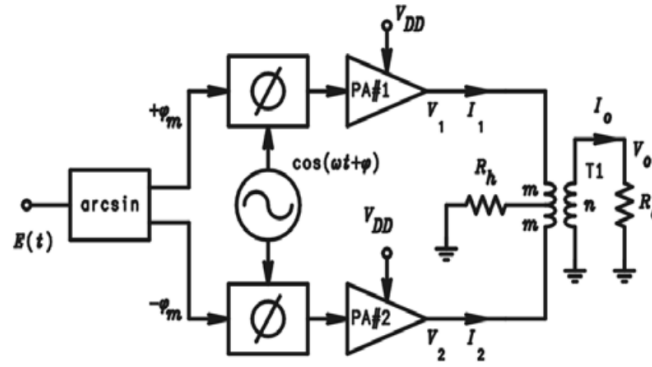 V_DD
PA#1
+φ_m
V_1
I_1
I_o
V_o
cos(ωt+φ)
R_h
T1
m
m
n
arcsin
E(t)
V_DD
-φ_m
PA#2
V_2
I_2